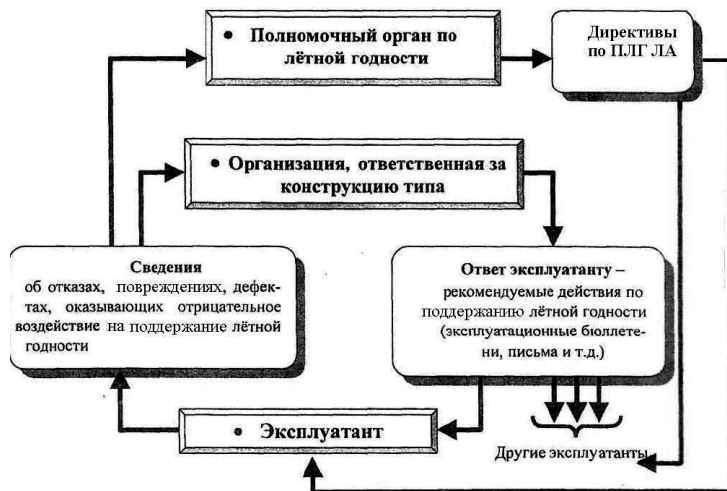 • Полномочный орган по
лётной годности
Директивы
по ПЛГ ЛА
• Организация, ответственная за
конструкцию типа
Сведения
об отказах, повреждениях, дефек-
тах, оказывающих отрицательное
воздействие на поддержание лётной
годности
Ответ эксплуатанту –
рекомендуемые действия по
поддержанию лётной годности
(эксплуатационные бюллете-
ни, письма и т.д.)
• Эксплуатант
Другие эксплуатанты